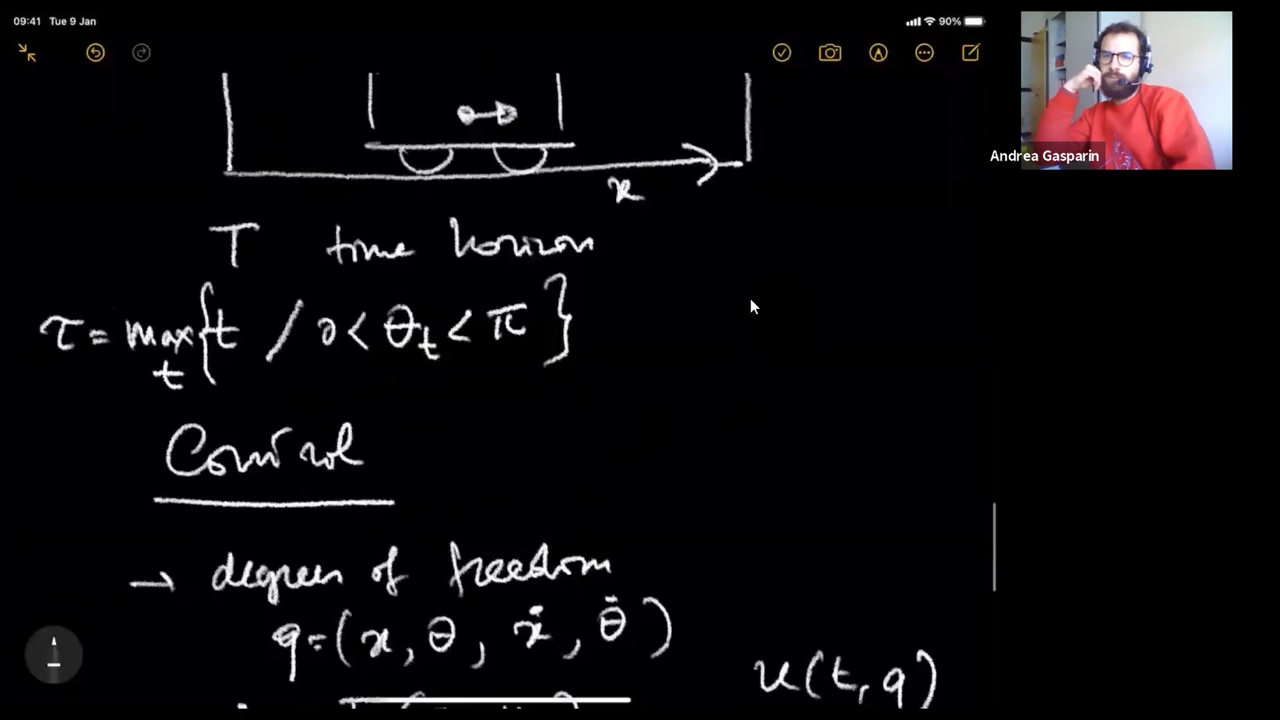 09:41 Tue 9 Jan
90%
Andrea Gasparin
x
T time horizon
τ = max { t / 0 < θt < π }
t
Control
→ degrees of freedom
q = (x, θ, ẋ, θ̇)
u(t, q)